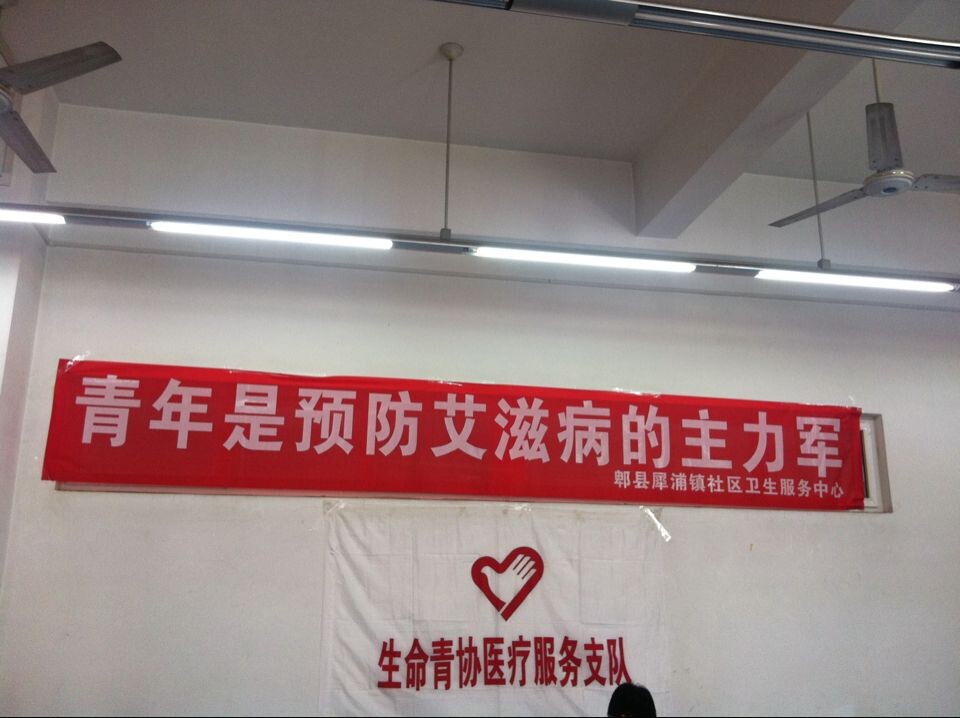 青年是预防艾滋病的主力军
郫县犀浦镇社区卫生服务中心
生命青协医疗服务支队